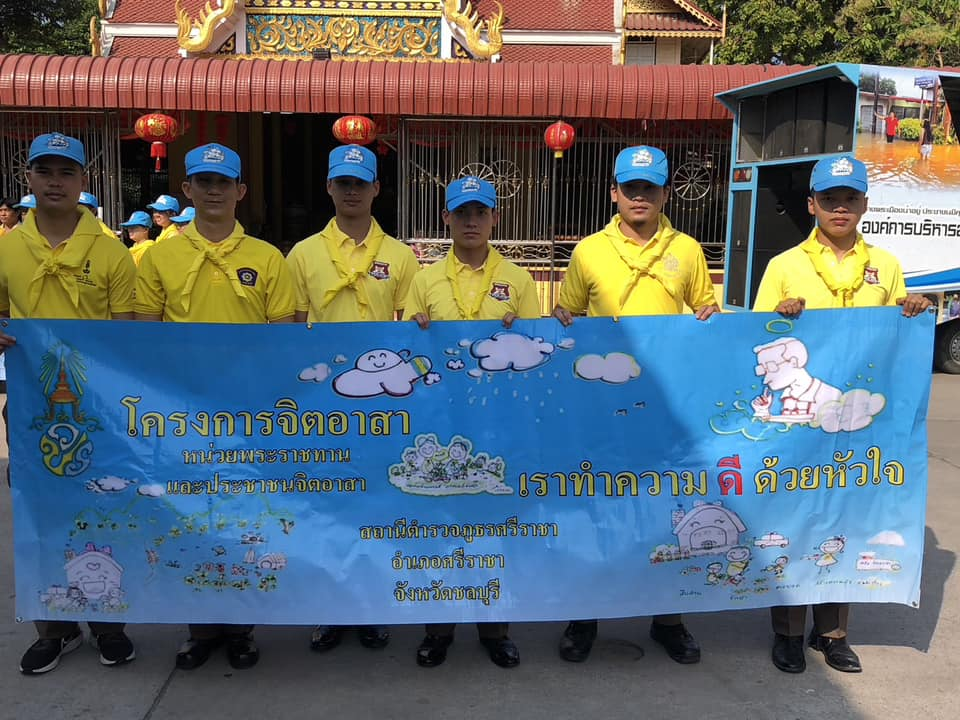 โครงการจิตอาสา
หน่วยพระราชทาน
และประชาชนจิตอาสา
เราทำความ ดี ด้วยหัวใจ
สถานีตำรวจภูธรศรีราชา
อำเภอศรีราชา
จังหวัดชลบุรี
องค์การบริหารส